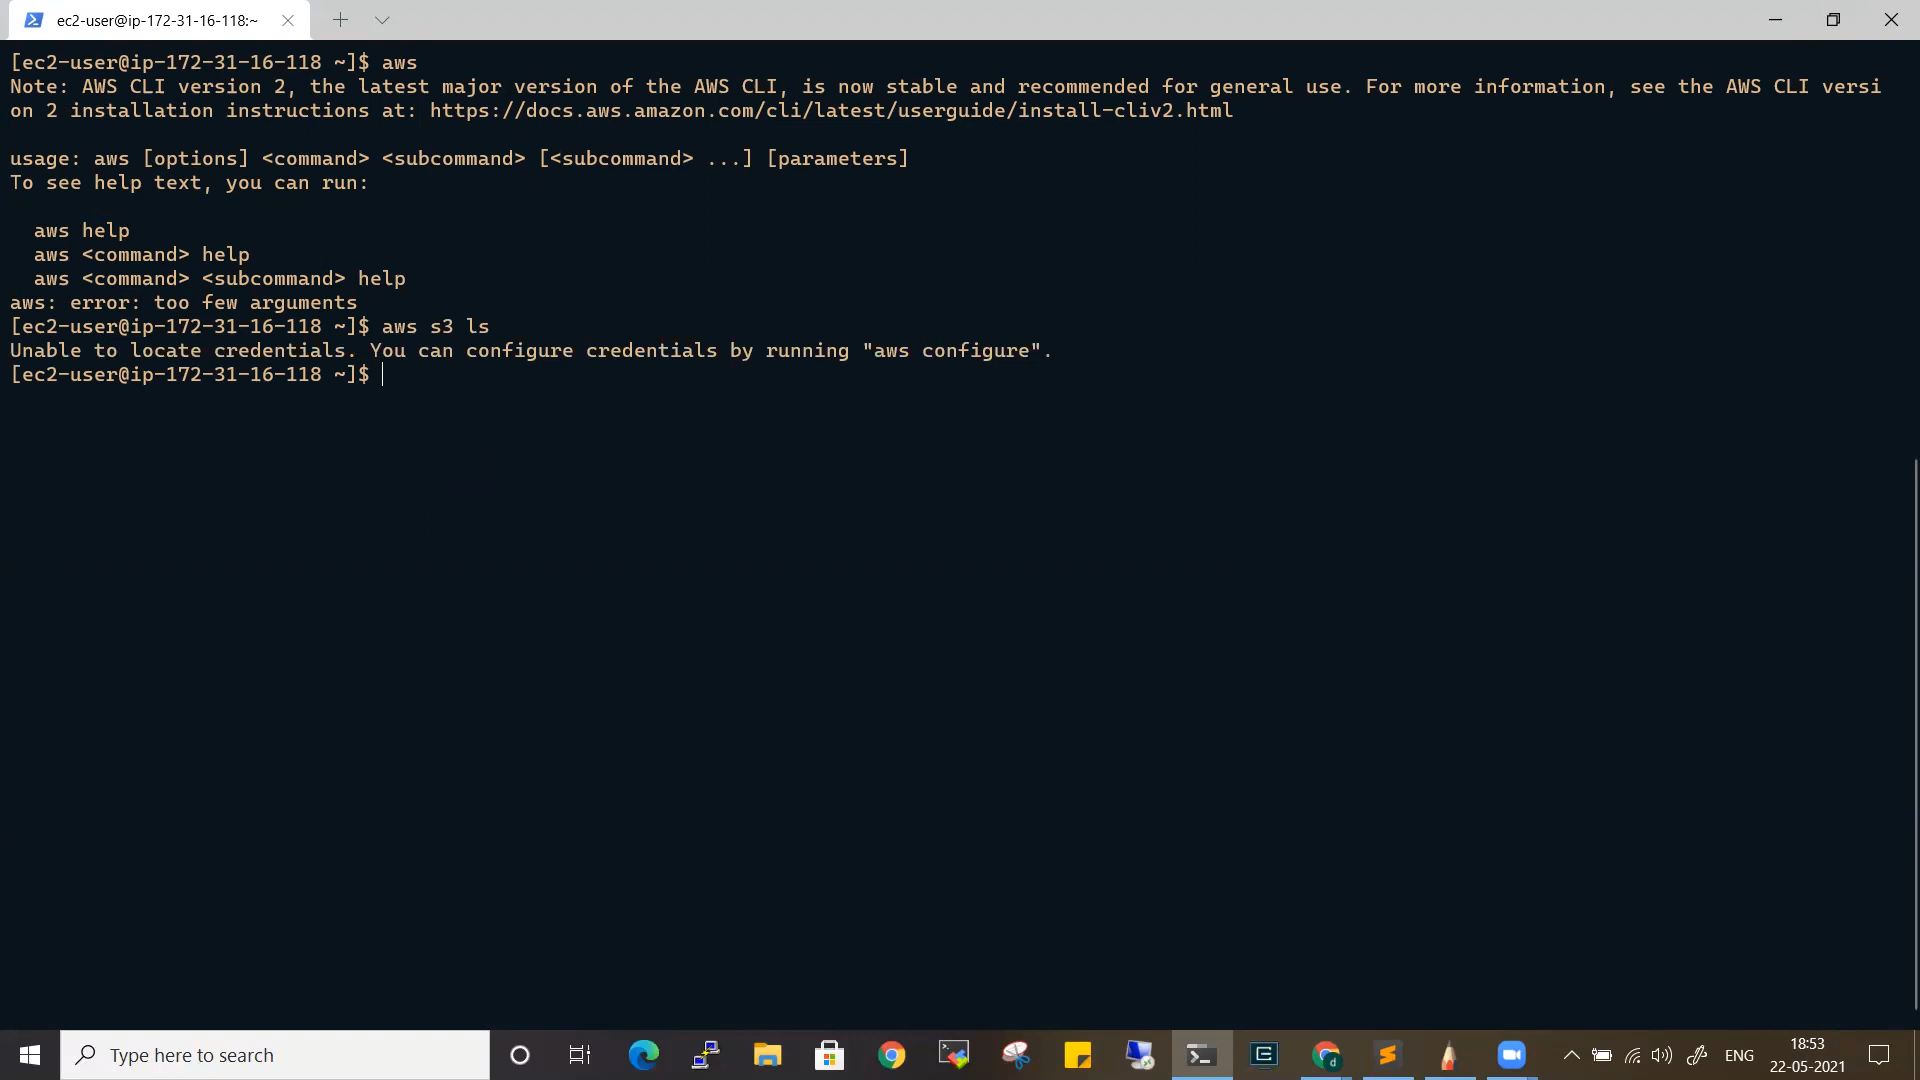 ec2-user@ip-172-31-16-118:~
[ec2-user@ip-172-31-16-118 ~]$ aws
Note: AWS CLI version 2, the latest major version of the AWS CLI, is now stable and recommended for general use. For more information, see the AWS CLI versi
on 2 installation instructions at: https://docs.aws.amazon.com/cli/latest/userguide/install-cliv2.html
usage: aws [options] <command> <subcommand> [<subcommand> ...] [parameters]
To see help text, you can run:
aws help
aws <command> help
aws <command> <subcommand> help
aws: error: too few arguments
[ec2-user@ip-172-31-16-118 ~]$ aws s3 ls
Unable to locate credentials. You can configure credentials by running "aws configure".
[ec2-user@ip-172-31-16-118 ~]$
Type here to search
ENG
18:53
22-05-2021